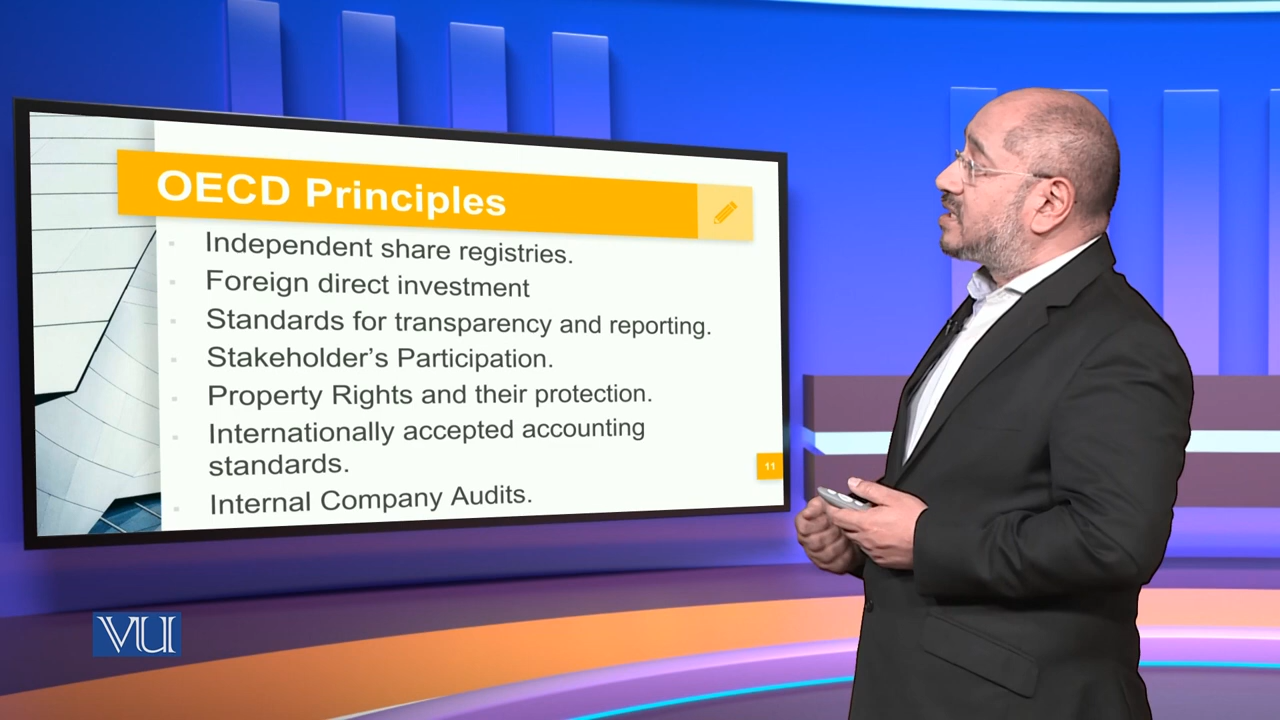 OECD Principles
Independent share registries.
Foreign direct investment
Standards for transparency and reporting.
Stakeholder’s Participation.
Property Rights and their protection.
Internationally accepted accounting
standards.
Internal Company Audits.
11
VU